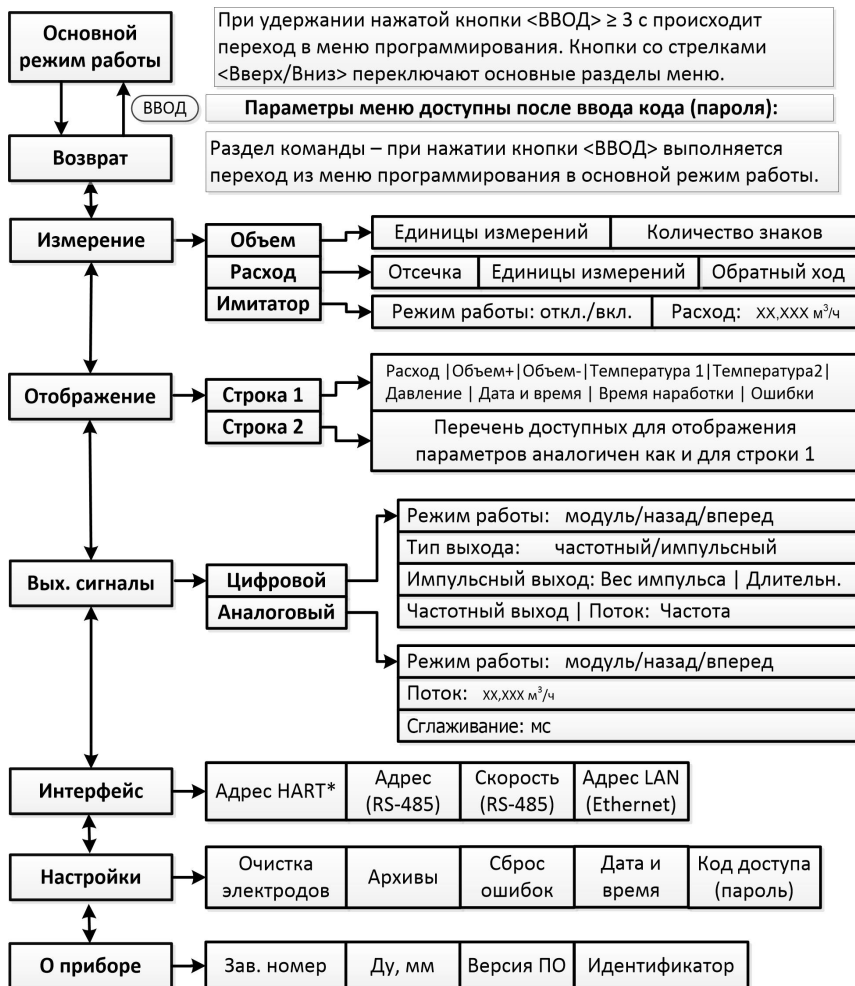 Основной
режим работы
При удержании нажатой кнопки <ВВОД> ≥ 3 с происходит
переход в меню программирования. Кнопки со стрелками
<Вверх/Вниз> переключают основные разделы меню.
ВВОД
Параметры меню доступны после ввода кода (пароля):
Возврат
Раздел команды – при нажатии кнопки <ВВОД> выполняется
переход из меню программирования в основной режим работы.
Измерение
Объем
Единицы измерений
Количество знаков
Расход
Отсечка
Единицы измерений
Обратный ход
Имитатор
Режим работы: откл./вкл.
Расход: XX,XXX м³/ч
Отображение
Строка 1
Расход |Объем+|Объем-|Температура 1|Температура2|
Давление | Дата и время | Время наработки | Ошибки
Строка 2
Перечень доступных для отображения
параметров аналогичен как и для строки 1
Вых. сигналы
Цифровой
Режим работы: модуль/назад/вперед
Тип выхода: частотный/импульсный
Импульсный выход: Вес импульса | Длительн.
Частотный выход | Поток: Частота
Аналоговый
Режим работы: модуль/назад/вперед
Поток: XX,XXX м³/ч
Сглаживание: мс
Интерфейс
Адрес HART*
Адрес
(RS-485)
Скорость
(RS-485)
Адрес LAN
(Ethernet)
Настройки
Очистка
электродов
Архивы
Сброс
ошибок
Дата и
время
Код доступа
(пароль)
О приборе
Зав. номер
Ду, мм
Версия ПО
Идентификатор